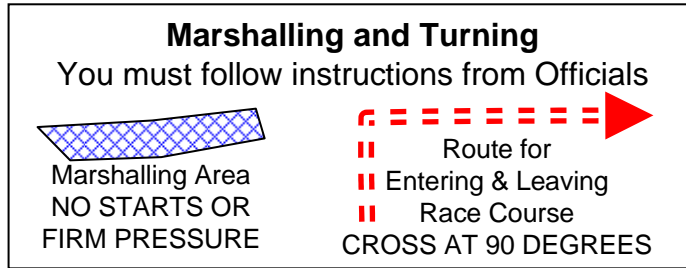 Marshalling and Turning
You must follow instructions from Officials
Marshalling Area
NO STARTS OR
FIRM PRESSURE
Route for
Entering & Leaving
Race Course
CROSS AT 90 DEGREES